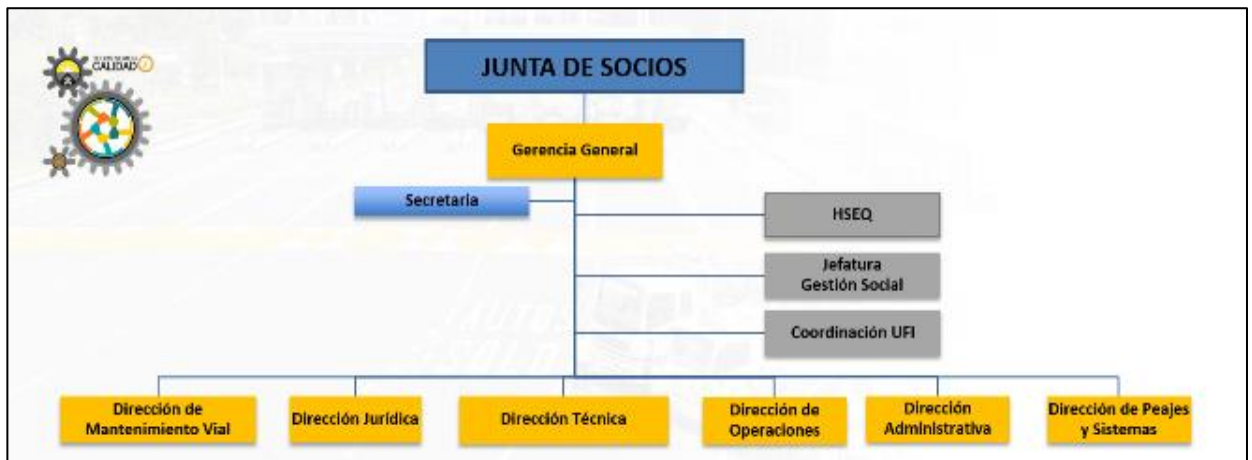 CALIDAD
JUNTA DE SOCIOS
Gerencia General
Secretaria
HSEQ
Jefatura
Gestión Social
Coordinación UFI
Dirección de
Mantenimiento Vial
Dirección Jurídica
Dirección Técnica
Dirección de
Operaciones
Dirección
Administrativa
Dirección de Peajes
y Sistemas